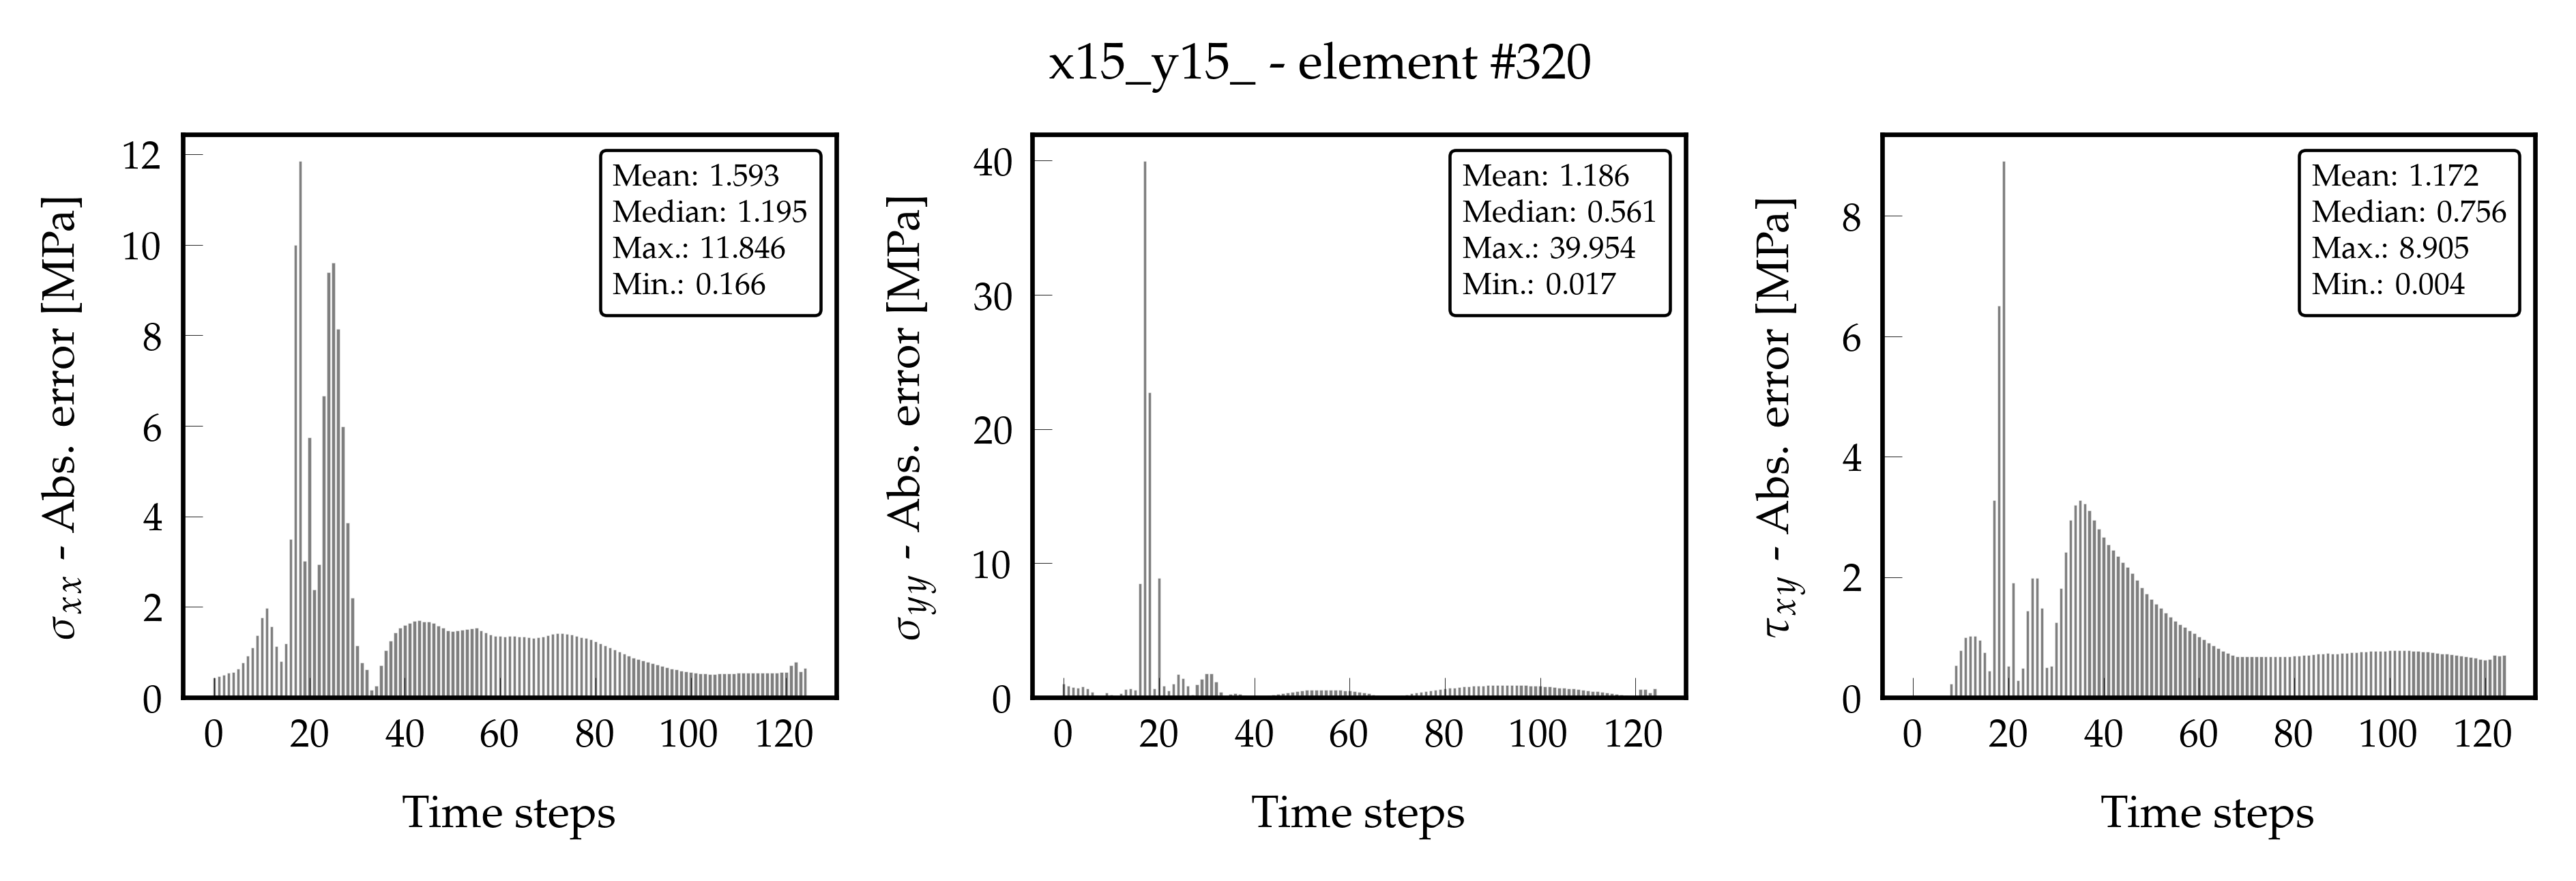 x15_y15_ - element #320
σxx - Abs. error [MPa]
12
10
8
6
4
2
0
Mean: 1.593
Median: 1.195
Max.: 11.846
Min.: 0.166
0 20 40 60 80 100 120
Time steps
σyy - Abs. error [MPa]
40
30
20
10
0
Mean: 1.186
Median: 0.561
Max.: 39.954
Min.: 0.017
0 20 40 60 80 100 120
Time steps
τxy - Abs. error [MPa]
8
6
4
2
0
Mean: 1.172
Median: 0.756
Max.: 8.905
Min.: 0.004
0 20 40 60 80 100 120
Time steps